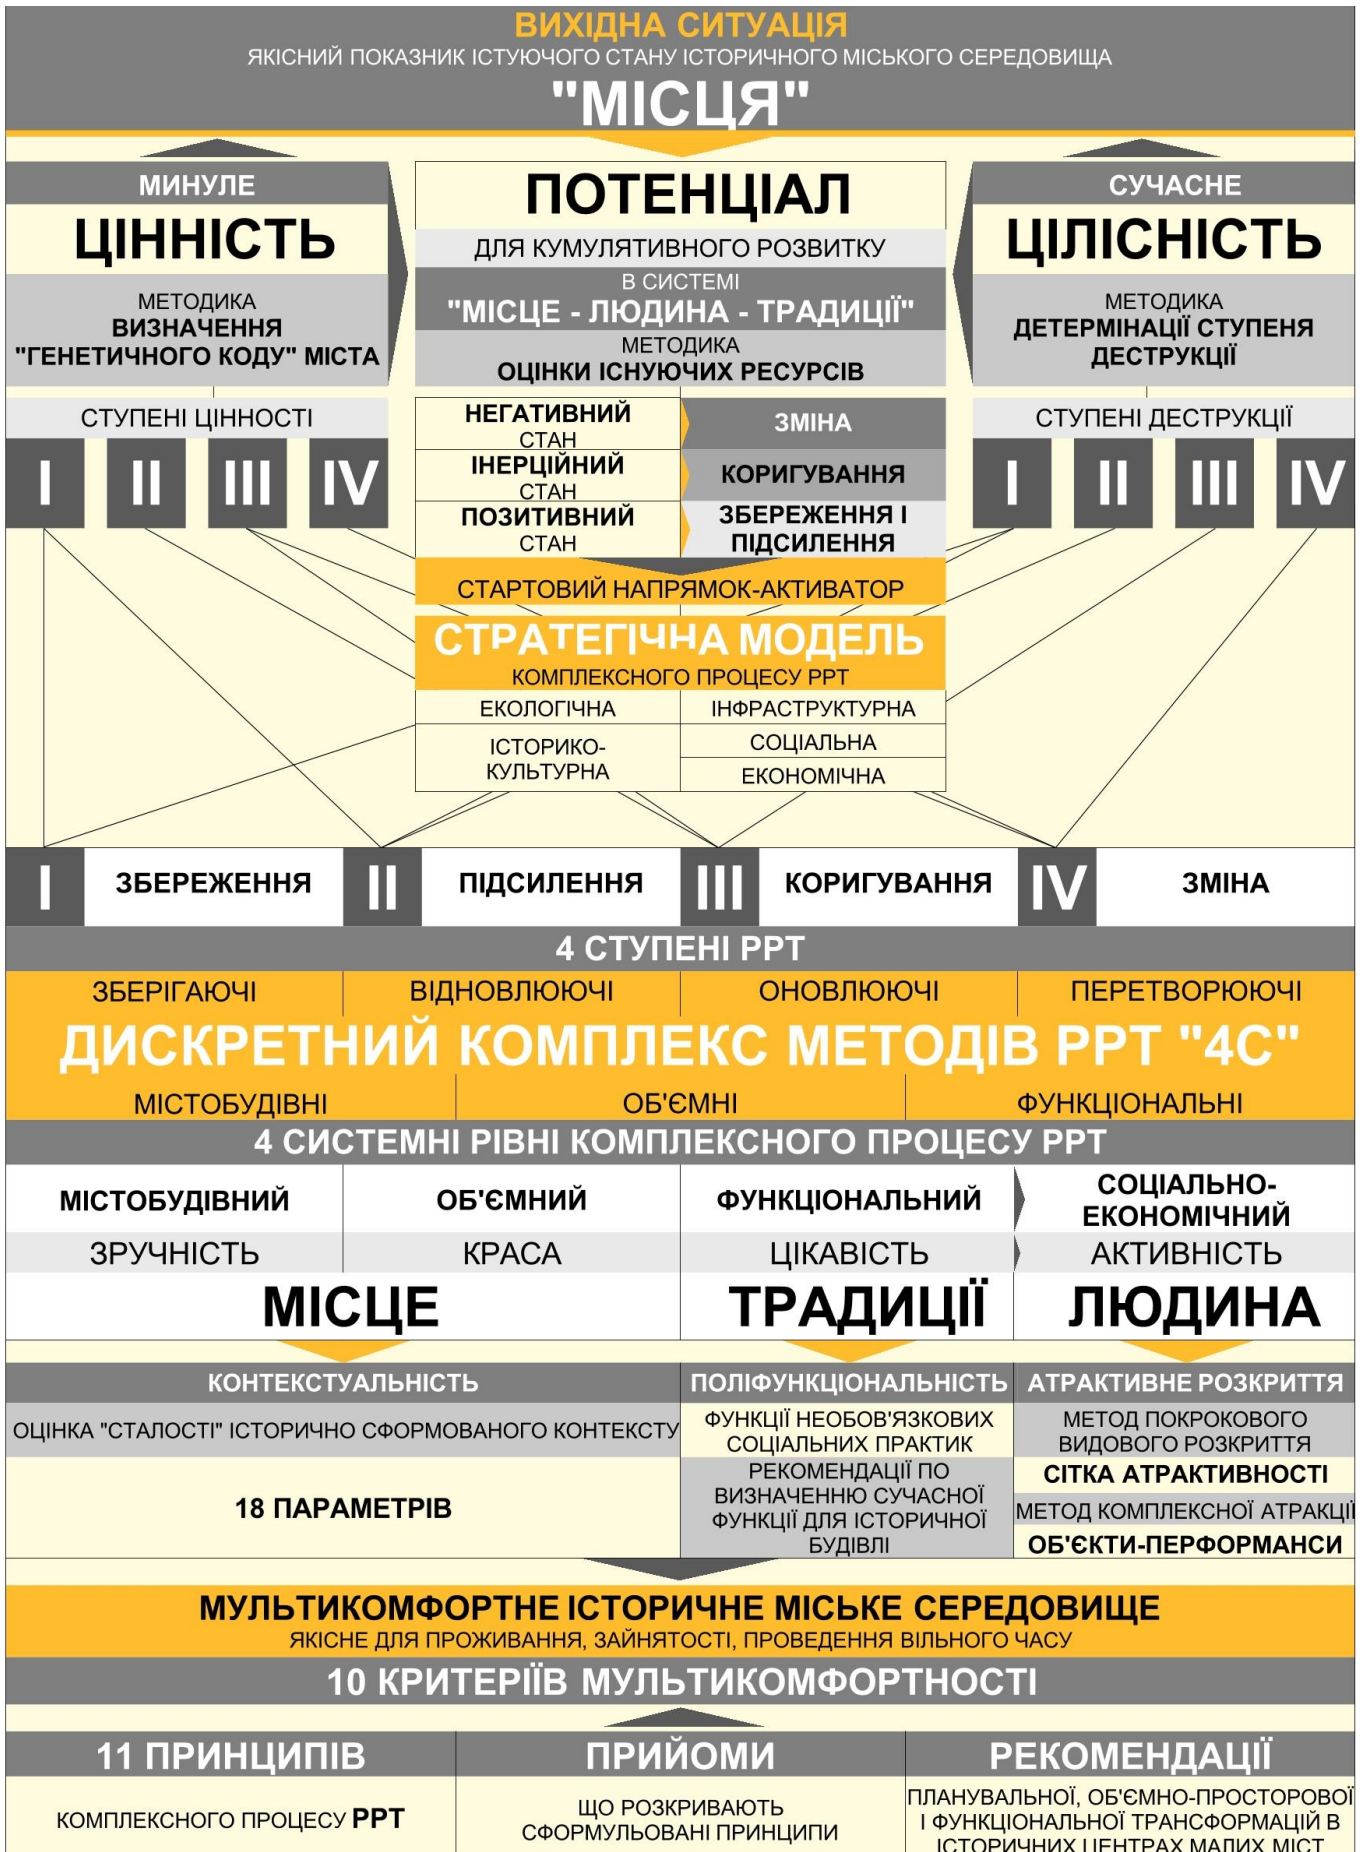 ВИХІДНА СИТУАЦІЯ
ЯКІСНИЙ ПОКАЗНИК ІСТУЮЧОГО СТАНУ ІСТОРИЧНОГО МІСЬКОГО СЕРЕДОВИЩА
"МІСЦЯ"
МИНУЛЕ
ЦІННІСТЬ
МЕТОДИКА
ВИЗНАЧЕННЯ
"ГЕНЕТИЧНОГО КОДУ" МІСТА
СТУПЕНІ ЦІННОСТІ
I II III IV
ПОТЕНЦІАЛ
ДЛЯ КУМУЛЯТИВНОГО РОЗВИТКУ
В СИСТЕМІ
"МІСЦЕ - ЛЮДИНА - ТРАДИЦІЇ"
МЕТОДИКА
ОЦІНКИ ІСНУЮЧИХ РЕСУРСІВ
НЕГАТИВНИЙ
СТАН
ЗМІНА
ІНЕРЦІЙНИЙ
СТАН
КОРИГУВАННЯ
ПОЗИТИВНИЙ
СТАН
ЗБЕРЕЖЕННЯ І
ПІДСИЛЕННЯ
СУЧАСНЕ
ЦІЛІСНІСТЬ
МЕТОДИКА
ДЕТЕРМІНАЦІЇ СТУПЕНЯ
ДЕСТРУКЦІЇ
СТУПЕНІ ДЕСТРУКЦІЇ
I II III IV
СТАРТОВИЙ НАПРЯМОК-АКТИВАТОР
СТРАТЕГІЧНА МОДЕЛЬ
КОМПЛЕКСНОГО ПРОЦЕСУ РРТ
ЕКОЛОГІЧНА
ІСТОРИКО-
КУЛЬТУРНА
ІНФРАСТРУКТУРНА
СОЦІАЛЬНА
ЕКОНОМІЧНА
I ЗБЕРЕЖЕННЯ II ПІДСИЛЕННЯ III КОРИГУВАННЯ IV ЗМІНА
4 СТУПЕНІ РРТ
ЗБЕРІГАЮЧІ ВІДНОВЛЮЮЧІ ОНОВЛЮЮЧІ ПЕРЕТВОРЮЮЧІ
ДИСКРЕТНИЙ КОМПЛЕКС МЕТОДІВ РРТ "4С"
МІСТОБУДІВНІ ОБ'ЄМНІ ФУНКЦІОНАЛЬНІ
4 СИСТЕМНІ РІВНІ КОМПЛЕКСНОГО ПРОЦЕСУ РРТ
МІСТОБУДІВНИЙ ОБ'ЄМНИЙ ФУНКЦІОНАЛЬНИЙ
СОЦІАЛЬНО-
ЕКОНОМІЧНИЙ
ЗРУЧНІСТЬ КРАСА ЦІКАВІСТЬ АКТИВНІСТЬ
МІСЦЕ ТРАДИЦІЇ ЛЮДИНА
КОНТЕКСТУАЛЬНІСТЬ
ОЦІНКА "СТАЛОСТІ" ІСТОРИЧНО СФОРМОВАНОГО КОНТЕКСТУ
18 ПАРАМЕТРІВ
ПОЛІФУНКЦІОНАЛЬНІСТЬ
ФУНКЦІЇ НЕОБОВ'ЯЗКОВИХ
СОЦІАЛЬНИХ ПРАКТИК
РЕКОМЕНДАЦІЇ ПО
ВИЗНАЧЕННЮ СУЧАСНОЇ
ФУНКЦІЇ ДЛЯ ІСТОРИЧНОЇ
БУДІВЛІ
АТРАКТИВНЕ РОЗКРИТТЯ
МЕТОД ПОКРОКОВОГО
ВИДОВОГО РОЗКРИТТЯ
СІТКА АТРАКТИВНОСТІ
МЕТОД КОМПЛЕКСНОЇ АТРАКЦІЇ
ОБ'ЄКТИ-ПЕРФОРМАНСИ
МУЛЬТИКОМФОРТНЕ ІСТОРИЧНЕ МІСЬКЕ СЕРЕДОВИЩЕ
ЯКІСНЕ ДЛЯ ПРОЖИВАННЯ, ЗАЙНЯТОСТІ, ПРОВЕДЕННЯ ВІЛЬНОГО ЧАСУ
10 КРИТЕРІЇВ МУЛЬТИКОМФОРТНОСТІ
11 ПРИНЦИПІВ
КОМПЛЕКСНОГО ПРОЦЕСУ РРТ
ПРИЙОМИ
ЩО РОЗКРИВАЮТЬ
СФОРМУЛЬОВАНІ ПРИНЦИПИ
РЕКОМЕНДАЦІЇ
ПЛАНУВАЛЬНОЇ, ОБ'ЄМНО-ПРОСТОРОВОЇ
І ФУНКЦІОНАЛЬНОЇ ТРАНСФОРМАЦІЙ В
ІСТОРИЧНИХ ЦЕНТРАХ МАЛИХ МІСТ